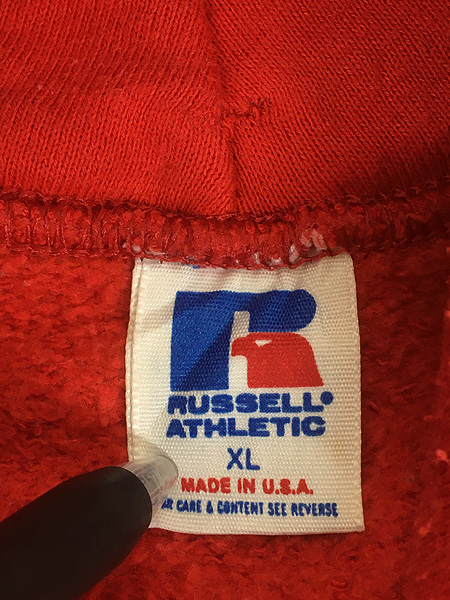 RUSSELL®
ATHLETIC
XL
MADE IN U.S.A.
CARE & CONTENT SEE REVERSE